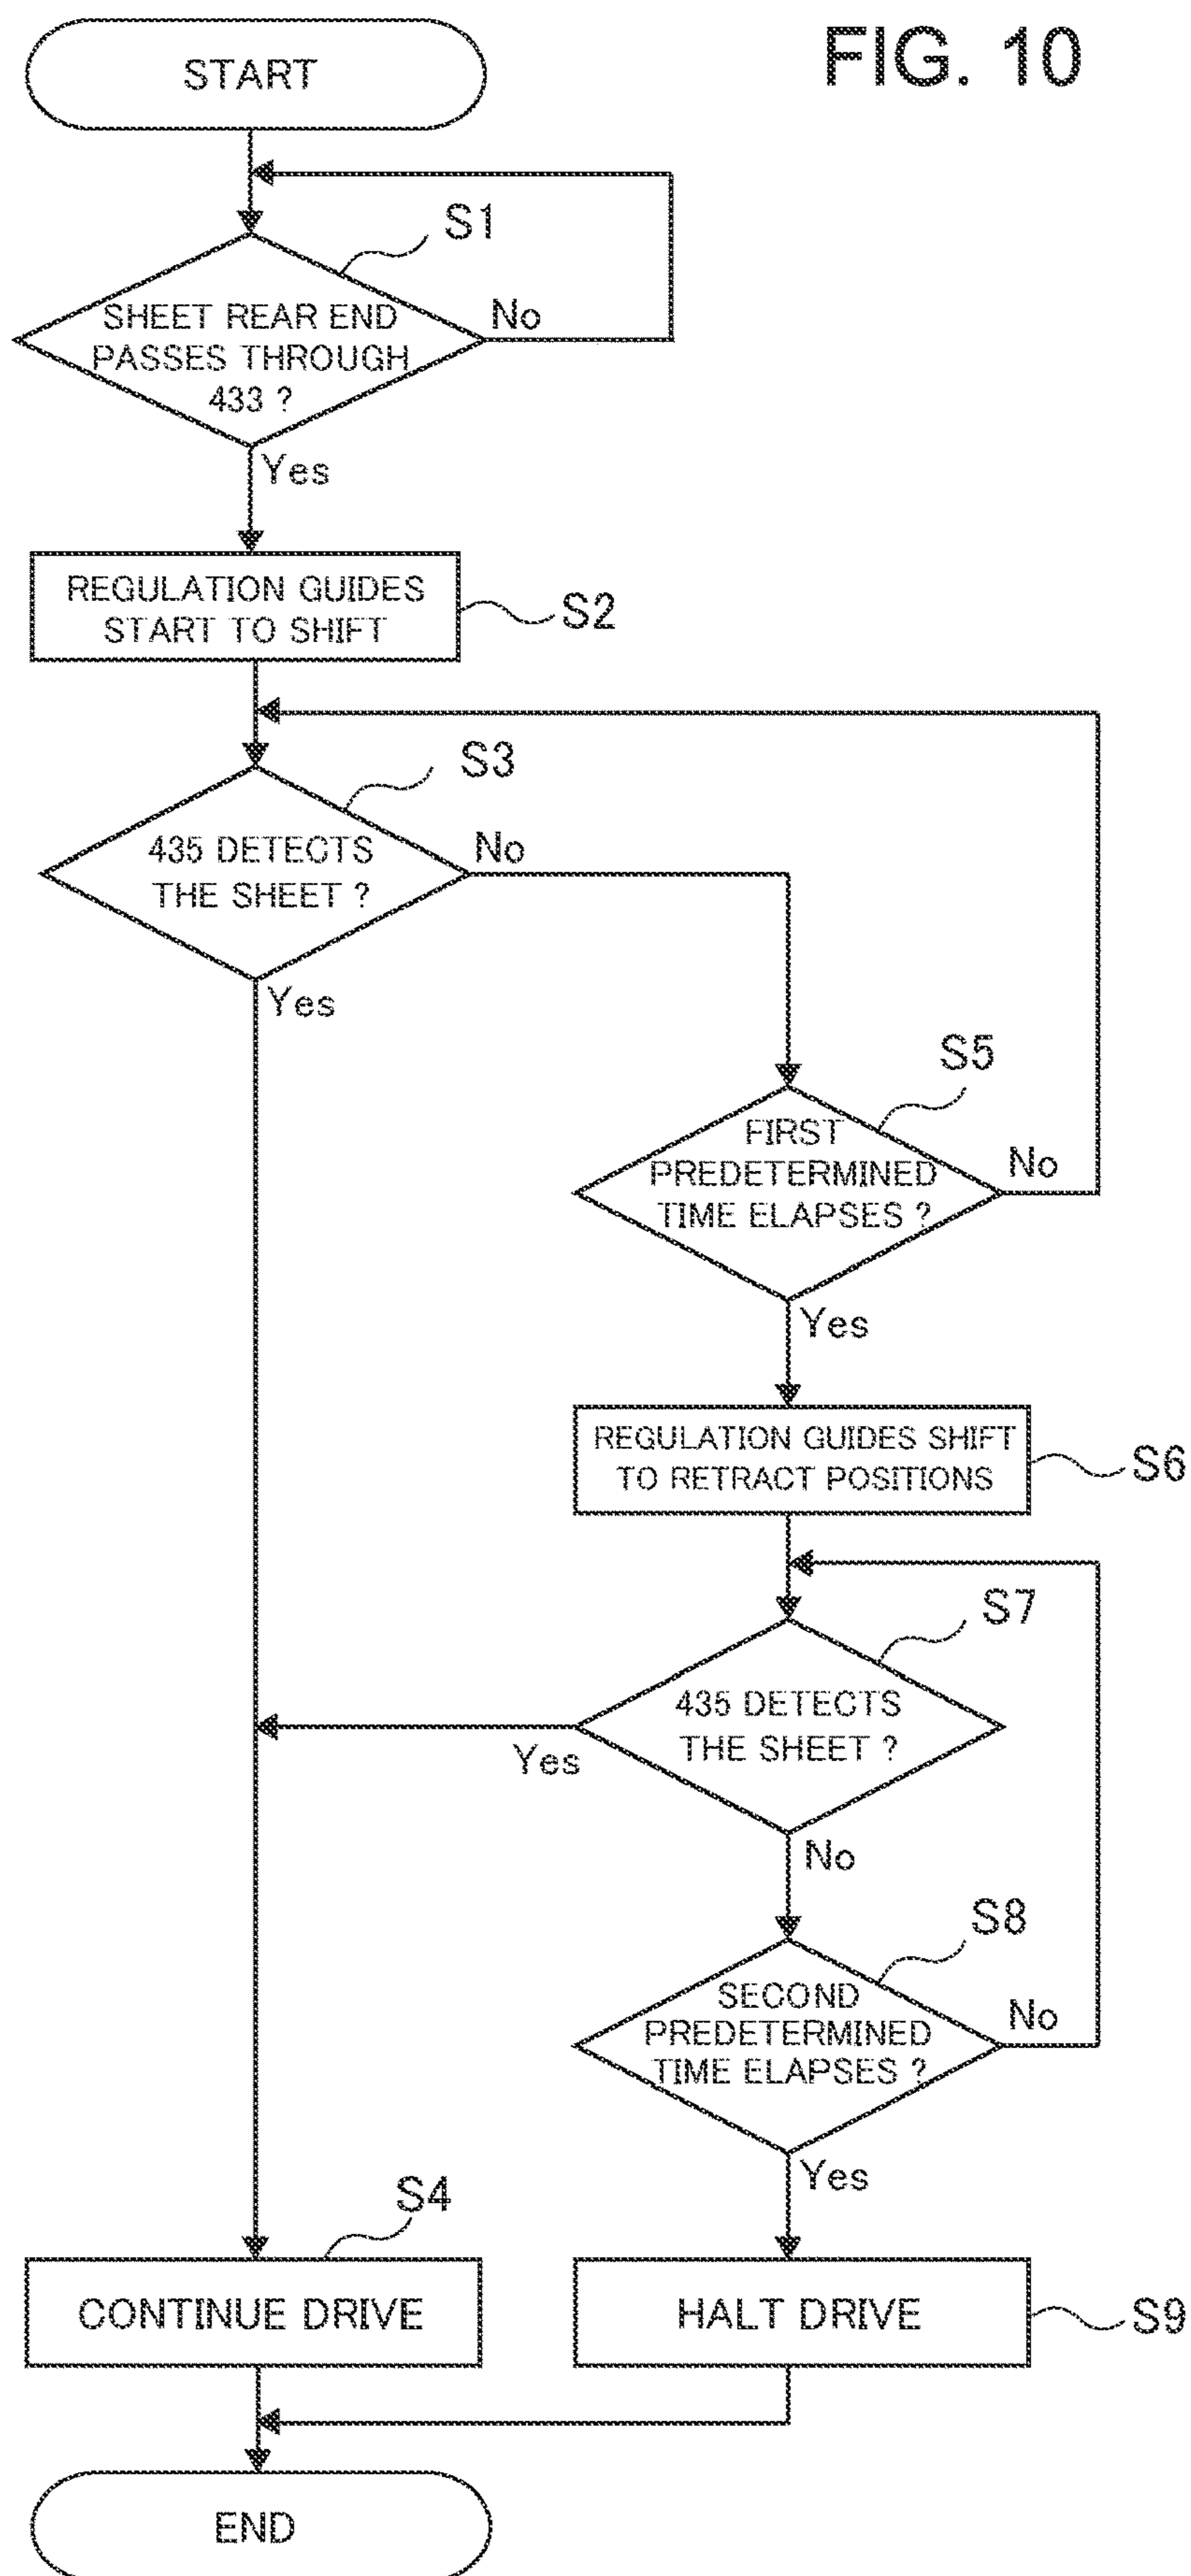 FIG. 10
START
S1
SHEET REAR END
PASSES THROUGH
433 ?
No
Yes
REGULATION GUIDES
START TO SHIFT
S2
S3
435 DETECTS
THE SHEET ?
No
Yes
S5
FIRST
PREDETERMINED
TIME ELAPSES ?
No
Yes
REGULATION GUIDES SHIFT
TO RETRACT POSITIONS
S6
S7
435 DETECTS
THE SHEET ?
Yes
No
S8
SECOND
PREDETERMINED
TIME ELAPSES ?
No
Yes
S4
CONTINUE DRIVE
HALT DRIVE
S9
END